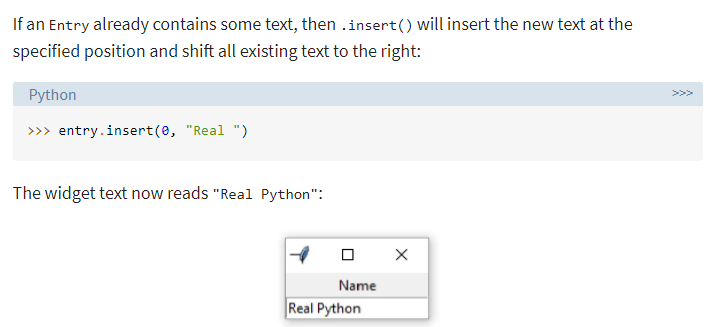 If an Entry already contains some text, then .insert() will insert the new text at the
specified position and shift all existing text to the right:
Python >>>
>>> entry.insert(0, "Real ")
The widget text now reads "Real Python":
Name
Real Python